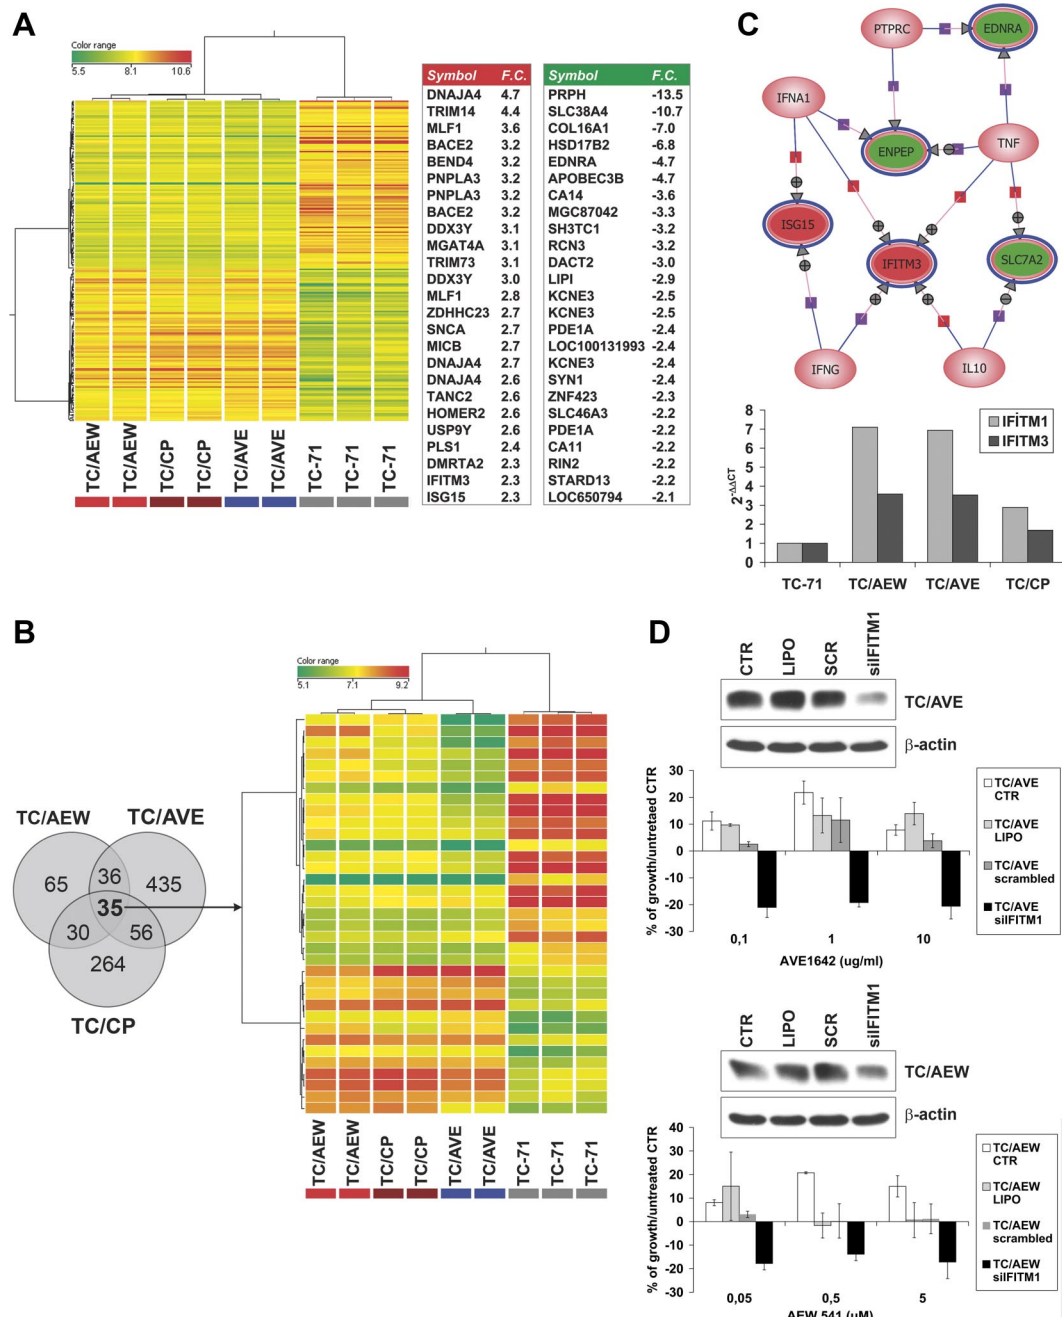 A
Color range
5.5 8.1 10.6
TC/AEW TC/AEW TC/CP TC/CP TC/AVE TC/AVE TC-71 TC-71 TC-71
Symbol F.C.
DNAJA4 4.7
TRIM14 4.4
MLF1 3.6
BACE2 3.2
BEND4 3.2
PNPLA3 3.2
PNPLA3 3.2
BACE2 3.2
DDX3Y 3.1
MGAT4A 3.1
TRIM73 3.1
DDX3Y 3.0
MLF1 2.8
ZDHHC23 2.7
SNCA 2.7
MICB 2.7
DNAJA4 2.7
DNAJA4 2.6
TANC2 2.6
HOMER2 2.6
USP9Y 2.6
PLS1 2.4
DMRTA2 2.3
IFITM3 2.3
ISG15 2.3
Symbol F.C.
PRPH -13.5
SLC38A4 -10.7
COL16A1 -7.0
HSD17B2 -6.8
EDNRA -4.7
APOBEC3B -4.7
CA14 -3.6
MGC87042 -3.3
SH3TC1 -3.2
RCN3 -3.2
DACT2 -3.0
LIPI -2.9
KCNE3 -2.5
KCNE3 -2.5
PDE1A -2.4
LOC100131993 -2.4
KCNE3 -2.4
SYN1 -2.4
ZNF423 -2.3
SLC46A3 -2.2
PDE1A -2.2
CA11 -2.2
RIN2 -2.2
STARD13 -2.2
LOC650794 -2.1
C
PTPRC
EDNRA
IFNA1
ENPEP
TNF
ISG15
IFITM3
SLC7A2
IFNG
IL10
8
7
6
5
4
3
2
1
0
2-ΔΔCT
IFİTM1
IFITM3
TC-71 TC/AEW TC/AVE TC/CP
B
TC/AEW TC/AVE
65 36 435
35
30 56
264
TC/CP
Color range
5.1 7.1 9.2
TC/AEW TC/AEW TC/CP TC/CP TC/AVE TC/AVE TC-71 TC-71 TC-71
D
CTR LIPO SCR siIFITM1
TC/AVE
β-actin
30
20
10
0
-10
-20
-30
% of growth/untretaed CTR
0,1 1 10
AVE1642 (ug/ml)
TC/AVE
CTR
TC/AVE
LIPO
TC/AVE
scrambled
TC/AVE
siIFITM1
CTR LIPO SCR siIFITM1
TC/AEW
β-actin
40
30
20
10
0
-10
-20
-30
% of growth/untreated CTR
0,05 0,5 5
AEW 541 (uM)
TC/AEW
CTR
TC/AEW
LIPO
TC/AEW
scrambled
TC/AEW
siIFITM1